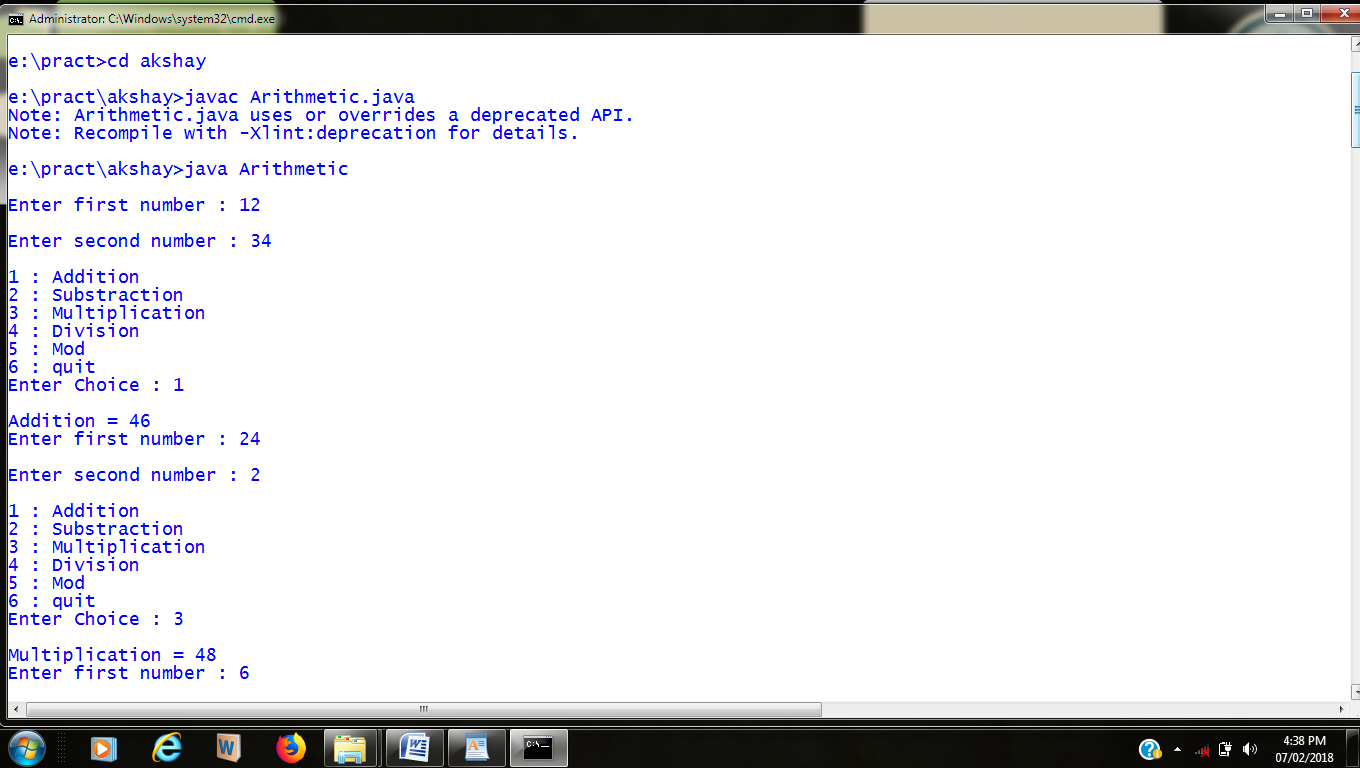 Administrator: C:\Windows\system32\cmd.exe
e:\pract>cd akshay
e:\pract\akshay>javac Arithmetic.java
Note: Arithmetic.java uses or overrides a deprecated API.
Note: Recompile with -Xlint:deprecation for details.
e:\pract\akshay>java Arithmetic
Enter first number : 12
Enter second number : 34
1 : Addition
2 : Substraction
3 : Multiplication
4 : Division
5 : Mod
6 : quit
Enter Choice : 1
Addition = 46
Enter first number : 24
Enter second number : 2
1 : Addition
2 : Substraction
3 : Multiplication
4 : Division
5 : Mod
6 : quit
Enter Choice : 3
Multiplication = 48
Enter first number : 6
4:38 PM
07/02/2018